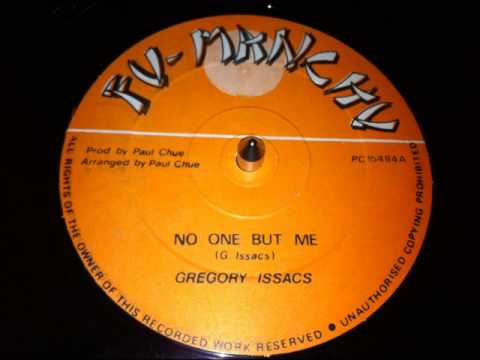 FU-MANCHU
Prod by Paul Chue
Arranged by Paul Chue
PC 15484A
NO ONE BUT ME
(G Issacs)
GREGORY ISSACS
ALL RIGHTS OF THE OWNER OF THIS RECORDED WORK RESERVED • UNAUTHORISED COPYING PROHIBITED